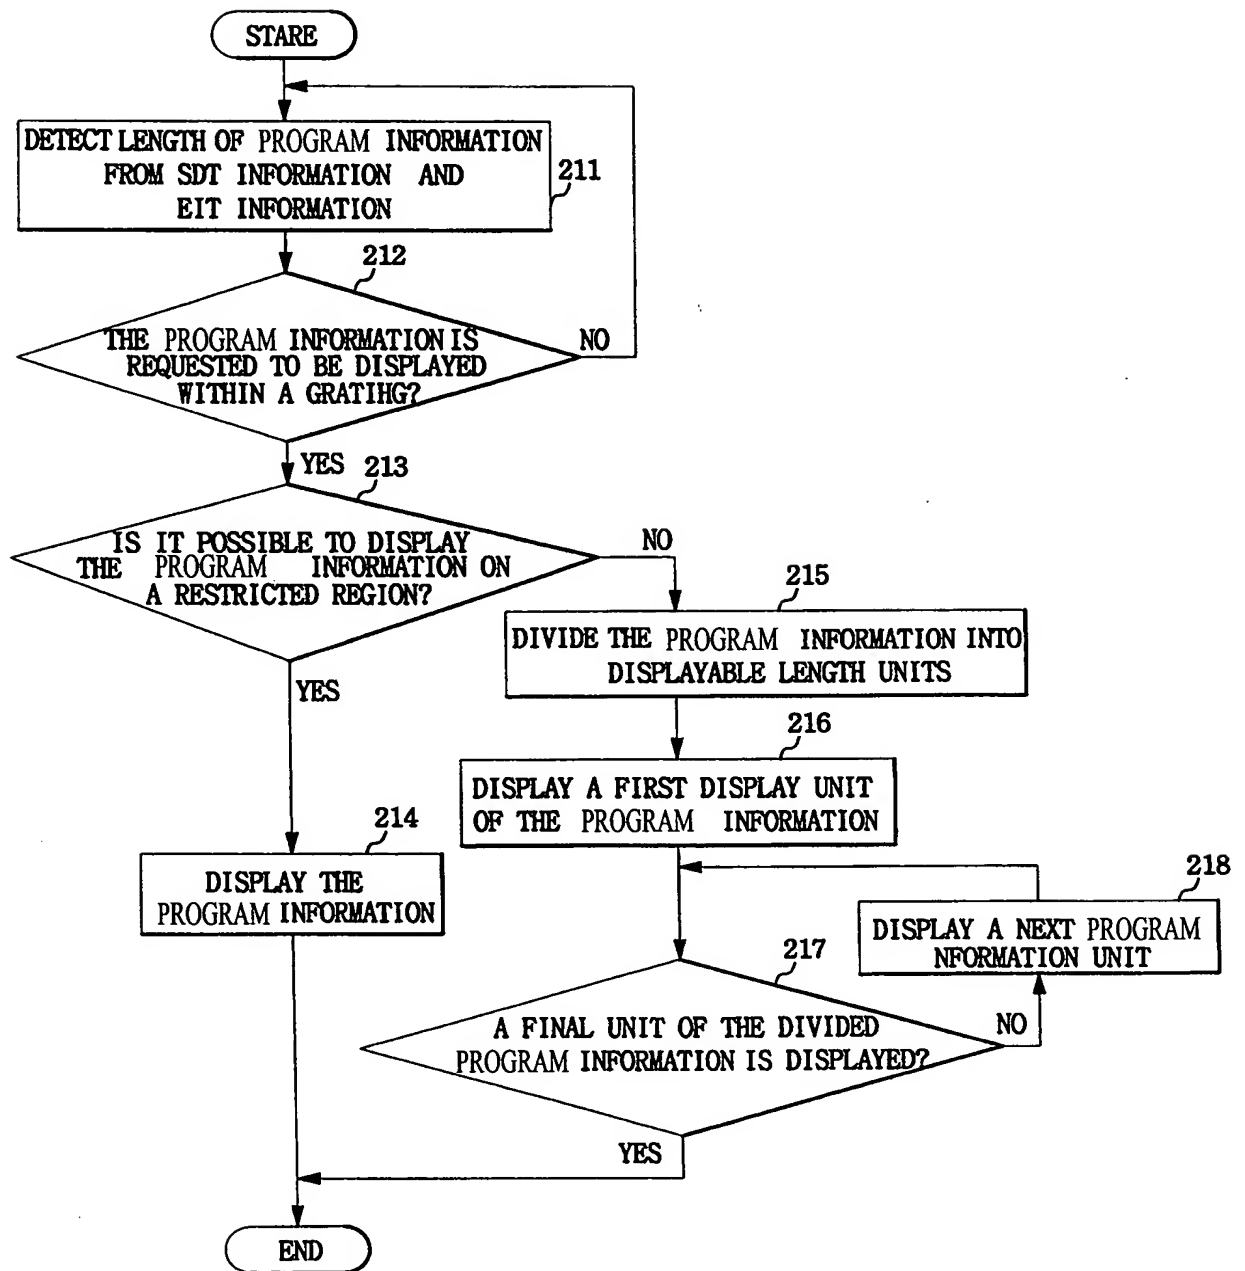 STARE
DETECT LENGTH OF PROGRAM INFORMATION
FROM SDT INFORMATION AND
EIT INFORMATION
211
212
THE PROGRAM INFORMATION IS
REQUESTED TO BE DISPLAYED
WITHIN A GRATIHG?
NO
YES
213
IS IT POSSIBLE TO DISPLAY
THE PROGRAM INFORMATION ON
A RESTRICTED REGION?
NO
YES
215
DIVIDE THE PROGRAM INFORMATION INTO
DISPLAYABLE LENGTH UNITS
216
DISPLAY A FIRST DISPLAY UNIT
OF THE PROGRAM INFORMATION
214
DISPLAY THE
PROGRAM INFORMATION
218
DISPLAY A NEXT PROGRAM
NFORMATION UNIT
217
A FINAL UNIT OF THE DIVIDED
PROGRAM INFORMATION IS DISPLAYED?
NO
YES
END